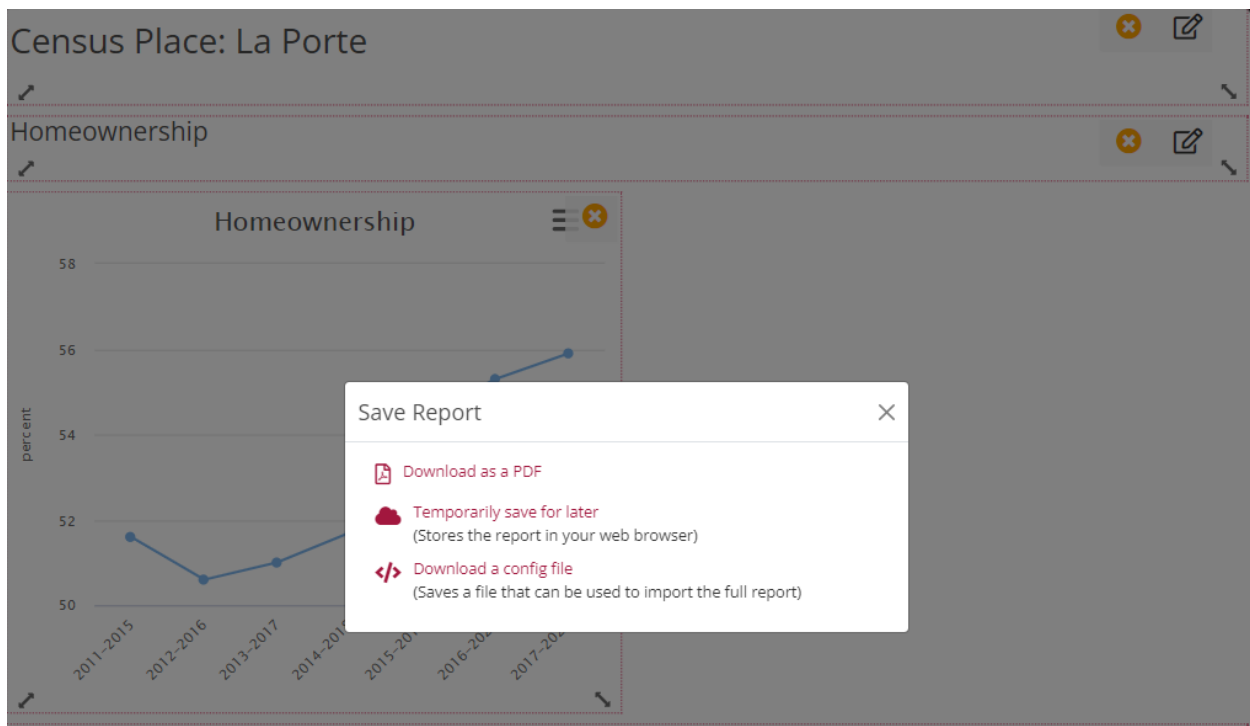 Census Place: La Porte
Homeownership
Homeownership
58
56
54
52
50
percent
2011–2015
2012–2016
2013–2017
Save Report
Download as a PDF
Temporarily save for later
(Stores the report in your web browser)
Download a config file
(Saves a file that can be used to import the full report)